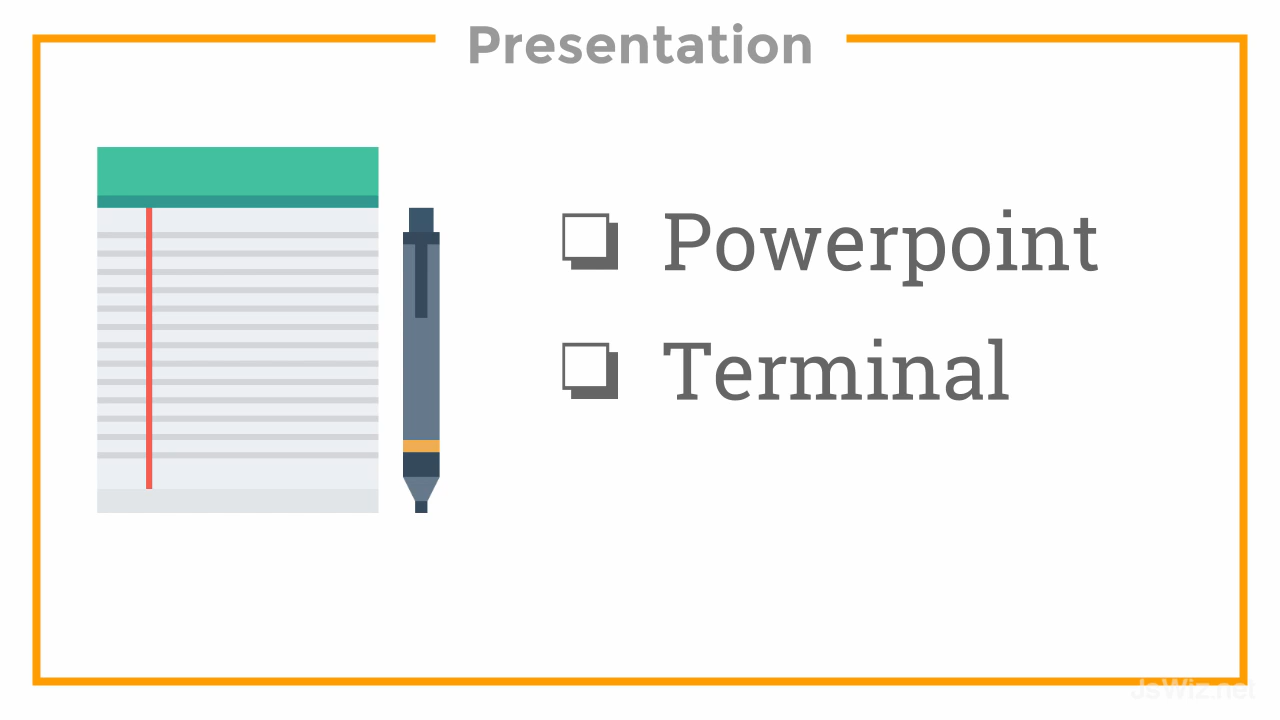 Presentation
❏ Powerpoint
❏ Terminal
JsWiz.net